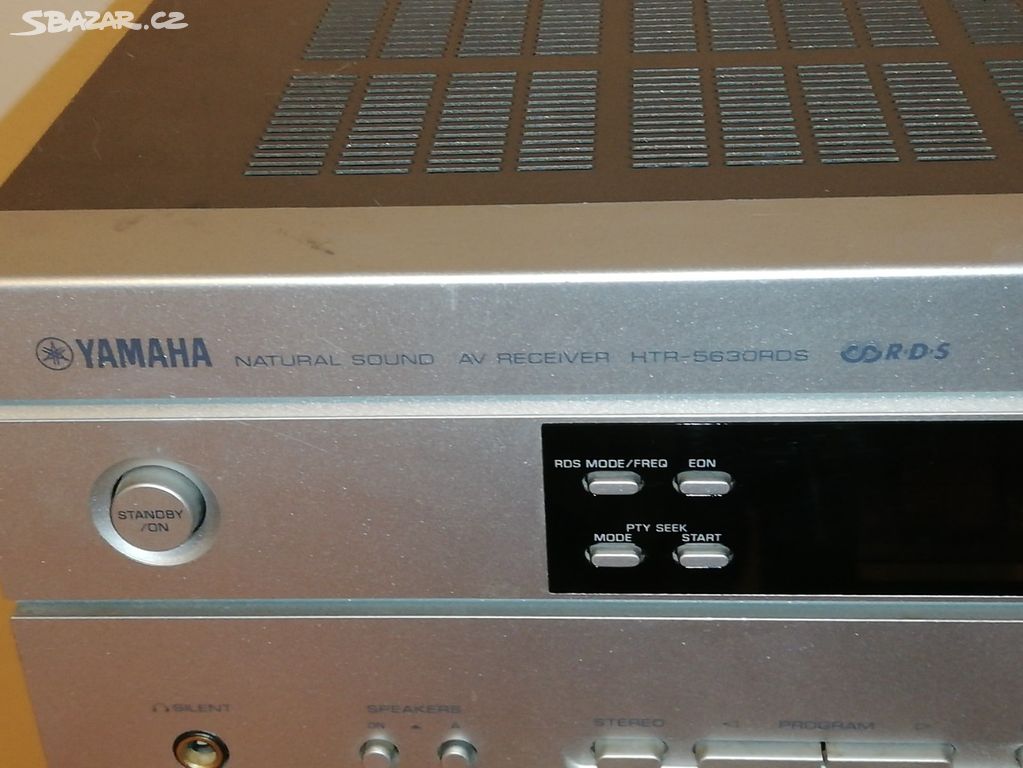 SBAZAR.CZ
YAMAHA NATURAL SOUND AV RECEIVER HTR-5630RDS R·D·S
RDS MODE/FREQ EON
STANDBY
/ON
PTY SEEK
MODE START
SILENT SPEAKERS
ON A
STEREO PROGRAM